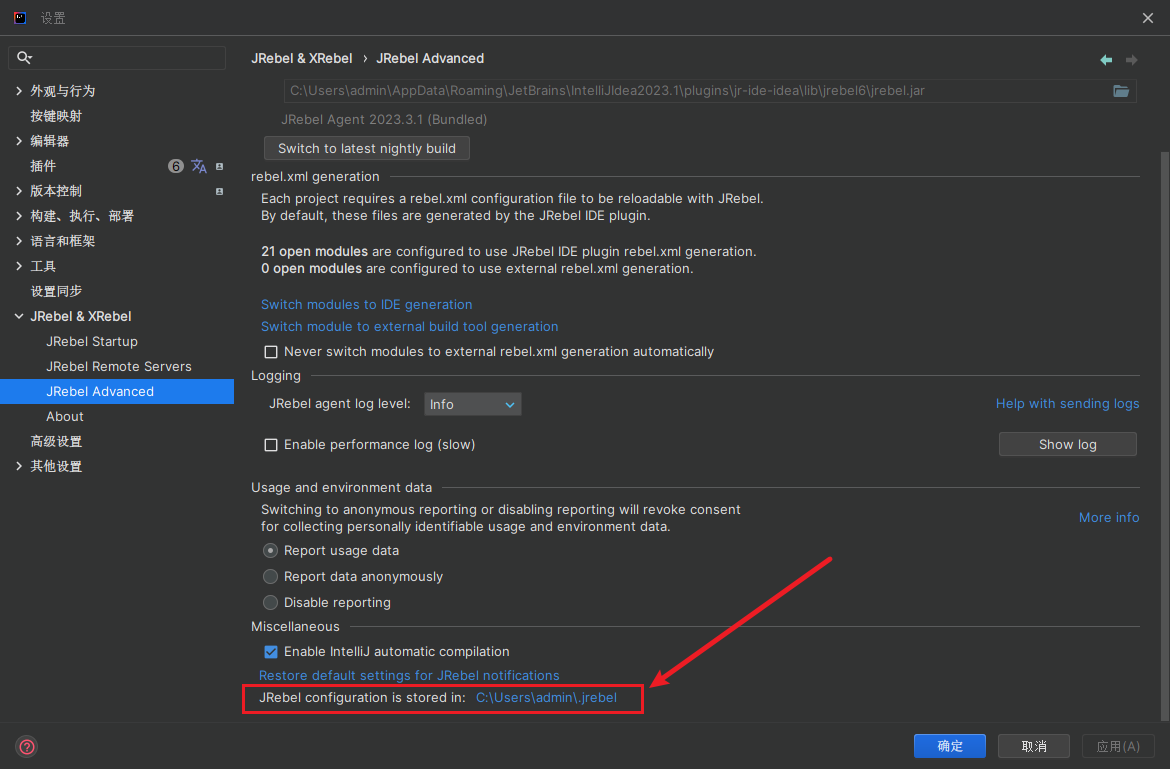 设置
JRebel & XRebel › JRebel Advanced
外观与行为
按键映射
编辑器
插件 6
版本控制
构建、执行、部署
语言和框架
工具
设置同步
JRebel & XRebel
JRebel Startup
JRebel Remote Servers
JRebel Advanced
About
高级设置
其他设置
C:\Users\admin\AppData\Roaming\JetBrains\IntelliJIdea2023.1\plugins\jr-ide-idea\lib\jrebel6\jrebel.jar
JRebel Agent 2023.3.1 (Bundled)
Switch to latest nightly build
rebel.xml generation
Each project requires a rebel.xml configuration file to be reloadable with JRebel.
By default, these files are generated by the JRebel IDE plugin.
21 open modules are configured to use JRebel IDE plugin rebel.xml generation.
0 open modules are configured to use external rebel.xml generation.
Switch modules to IDE generation
Switch module to external build tool generation
Never switch modules to external rebel.xml generation automatically
Logging
JRebel agent log level: Info Help with sending logs
Enable performance log (slow) Show log
Usage and environment data
Switching to anonymous reporting or disabling reporting will revoke consent
for collecting personally identifiable usage and environment data.
More info
Report usage data
Report data anonymously
Disable reporting
Miscellaneous
Enable IntelliJ automatic compilation
Restore default settings for JRebel notifications
JRebel configuration is stored in: C:\Users\admin\.jrebel
确定 取消 应用(A)